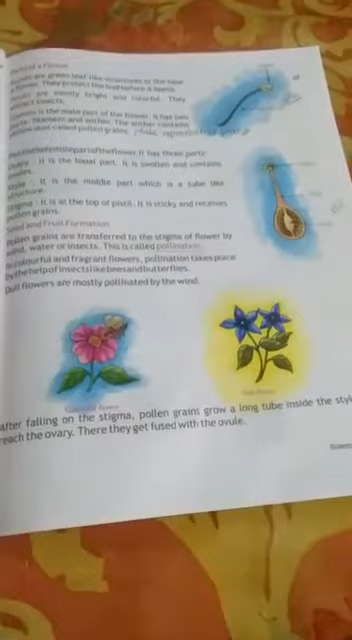 Parts of a Flower
are green leaf-like structures at the base
a flower. They protect the bud before it opens.
are mostly bright and colorful. They
attract insects.
is the male part of the flower. It has two
parts: filament and anther. The anther contains
yellow dust called pollen grains.
Pistil is the female part of the flower. It has three parts:
Ovary : It is the basal part. It is swollen and contains
ovules.
Style : It is the middle part which is a tube like
structure.
Stigma : It is at the top of pistil. It is sticky and receives
pollen grains.
Seed and Fruit Formation
Pollen grains are transferred to the stigma of flower by
wind, water or insects. This is called pollination.
In colourful and fragrant flowers, pollination takes place
by the help of insects like bees and butterflies.
Dull flowers are mostly pollinated by the wind.
flower
After falling on the stigma, pollen grains grow a long tube inside the styl
reach the ovary. There they get fused with the ovule.